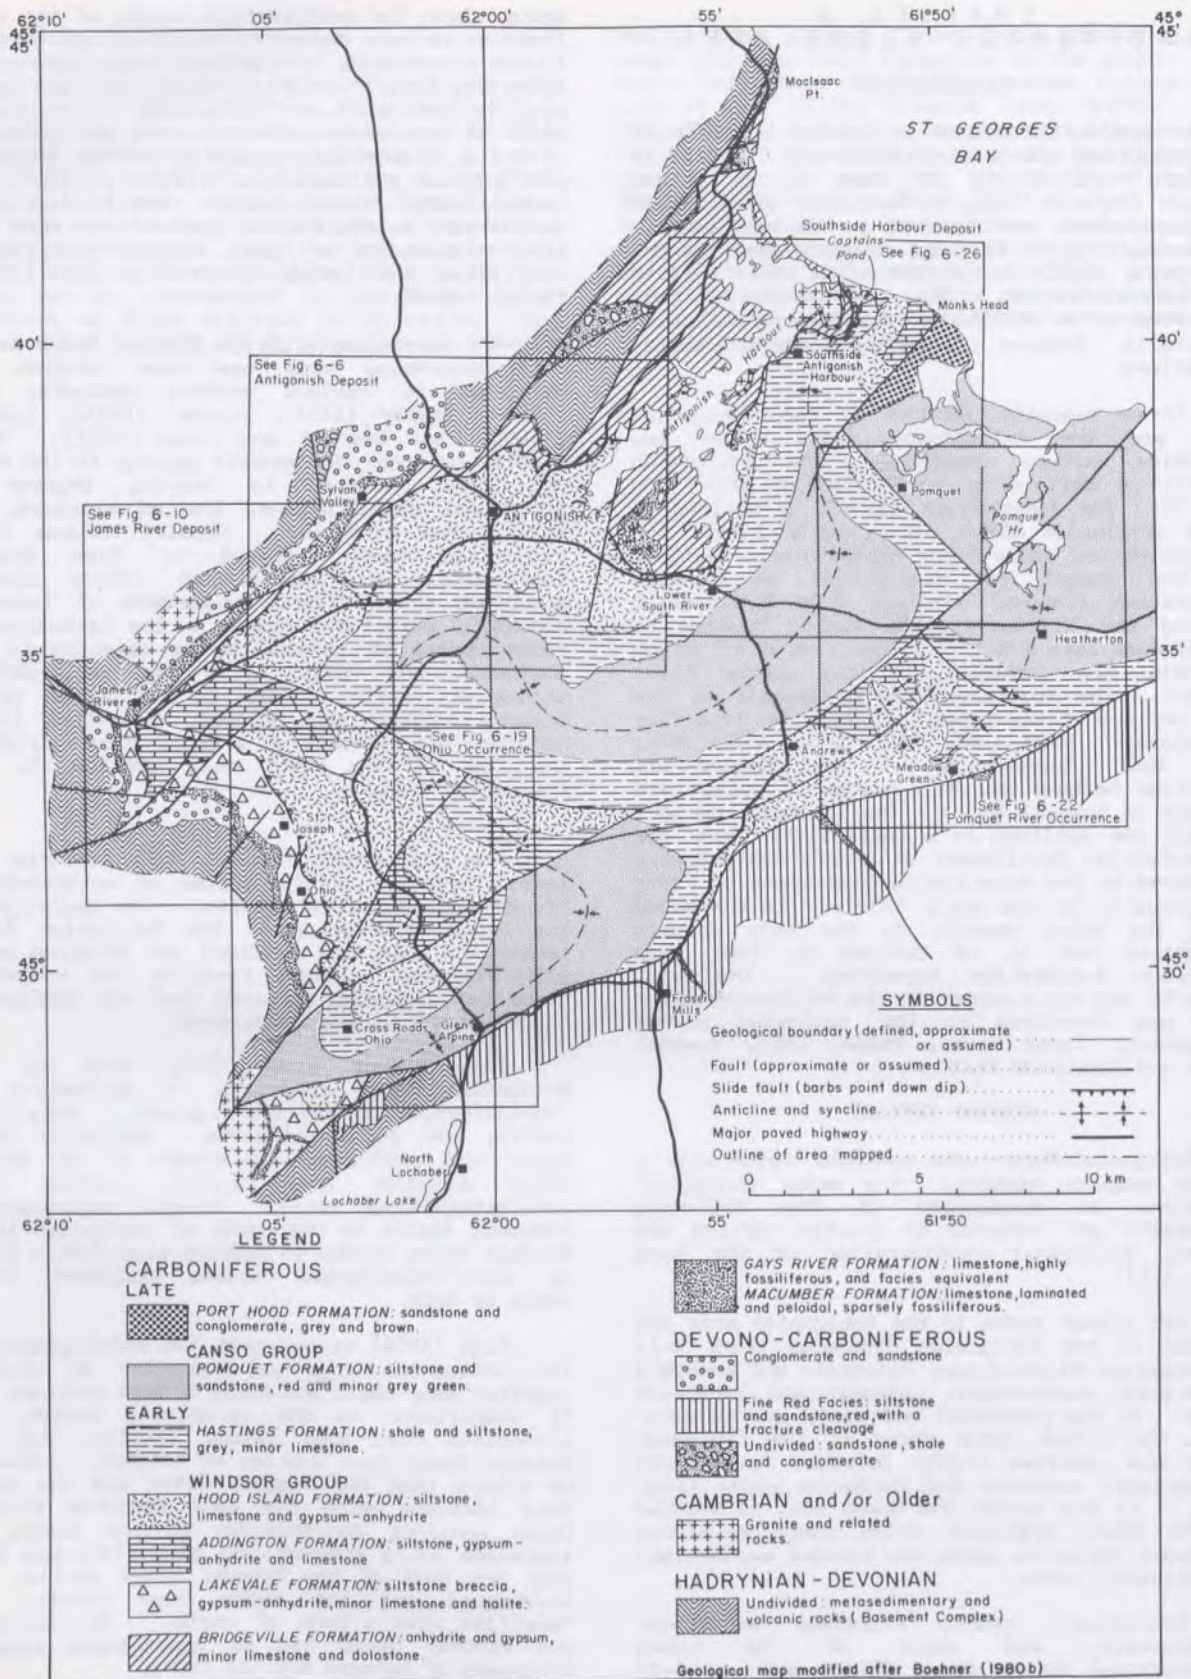 62°10'
05'
62°00'
55'
61°50'
45°
45'
45°
45'
MacIsaac
Pt.
ST GEORGES
BAY
Southside Harbour Deposit
Captains
Pond
See Fig. 6-26
Monks Head
40'
40'
Harbour
Southside
Antigonish
Harbour
Antigonish
See Fig. 6-6
Antigonish Deposit
Sylvan
Valley
ANTIGONISH
Pomquet
Pomquet
Hr.
See Fig. 6-10
James River Deposit
Lower
South River
Heatherton
35'
35'
James
River
See Fig. 6-19
Ohio Occurrence
St
Andrews
Meadow
Green
See Fig. 6-22
Pomquet River Occurrence
St.
Joseph
Ohio
45°
30'
45°
30'
Fraser
Mills
Cross Roads
Ohio
Glen
Alpine
North
Lochaber
Lochaber Lake
SYMBOLS
Geological boundary (defined, approximate
or assumed)
Fault (approximate or assumed)
Slide fault (barbs point down dip)
Anticline and syncline
Major paved highway
Outline of area mapped
0 5 10 km
62°10'
05'
62°00'
55'
61°50'
LEGEND
CARBONIFEROUS
LATE
PORT HOOD FORMATION: sandstone and
conglomerate, grey and brown.
CANSO GROUP
POMQUET FORMATION: siltstone and
sandstone, red and minor grey green.
EARLY
HASTINGS FORMATION: shale and siltstone,
grey, minor limestone.
WINDSOR GROUP
HOOD ISLAND FORMATION: siltstone,
limestone and gypsum-anhydrite
ADDINGTON FORMATION: siltstone, gypsum-
anhydrite and limestone
LAKEVALE FORMATION: siltstone breccia,
gypsum-anhydrite, minor limestone and halite.
BRIDGEVILLE FORMATION: anhydrite and gypsum,
minor limestone and dolostone.
GAYS RIVER FORMATION: limestone, highly
fossiliferous, and facies equivalent
MACUMBER FORMATION: limestone, laminated
and peloidal, sparsely fossiliferous.
DEVONO-CARBONIFEROUS
Conglomerate and sandstone
Fine Red Facies: siltstone
and sandstone, red, with a
fracture cleavage
Undivided: sandstone, shale
and conglomerate.
CAMBRIAN and/or Older
Granite and related
rocks.
HADRYNIAN-DEVONIAN
Undivided: metasedimentary and
volcanic rocks (Basement Complex)
Geological map modified after Boehner (1980b)